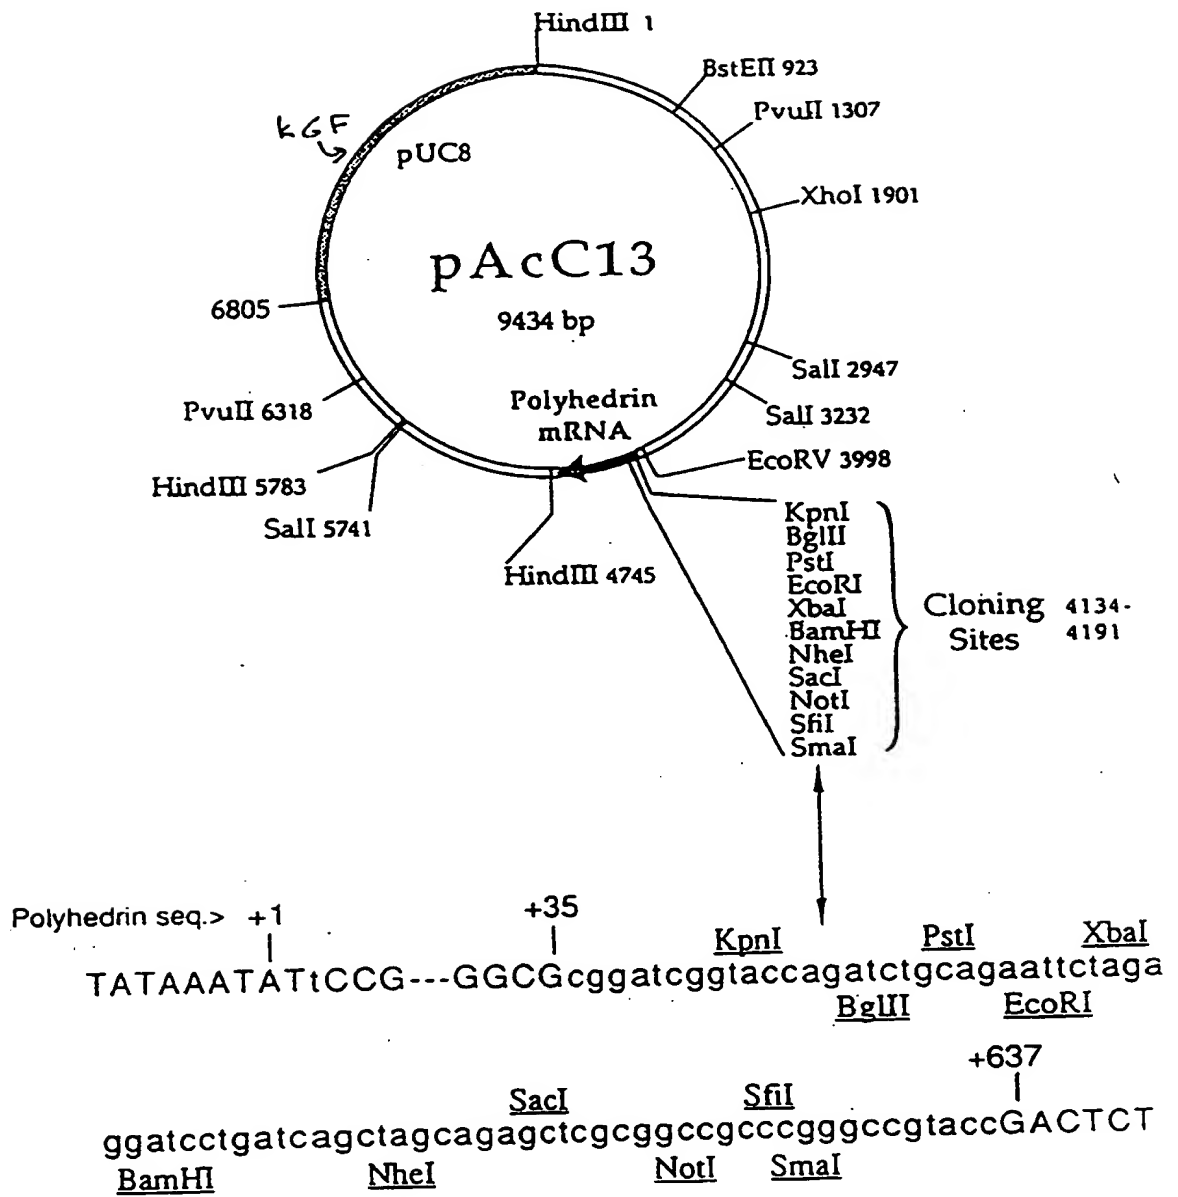 HindIII 1
BstEII 923
PvuII 1307
XhoI 1901
SalI 2947
SalI 3232
EcoRV 3998
KGF
pUC8
pAcC13
9434 bp
Polyhedrin
mRNA
6805
PvuII 6318
HindIII 5783
SalI 5741
HindIII 4745
KpnI
BglII
PstI
EcoRI
XbaI
BamHI
NheI
SacI
NotI
SfiI
SmaI
Cloning
Sites
4134-
4191
Polyhedrin seq.> +1
+35
KpnI PstI XbaI
TATAAATATtCCG---GGCGcggatcggtaccagatctgcagaattctaga
BglII EcoRI
+637
SacI SfiI
ggatcctgatcagctagcagagctcgcggccgcccgggccgtaccGACTCT
BamHI NheI NotI SmaI